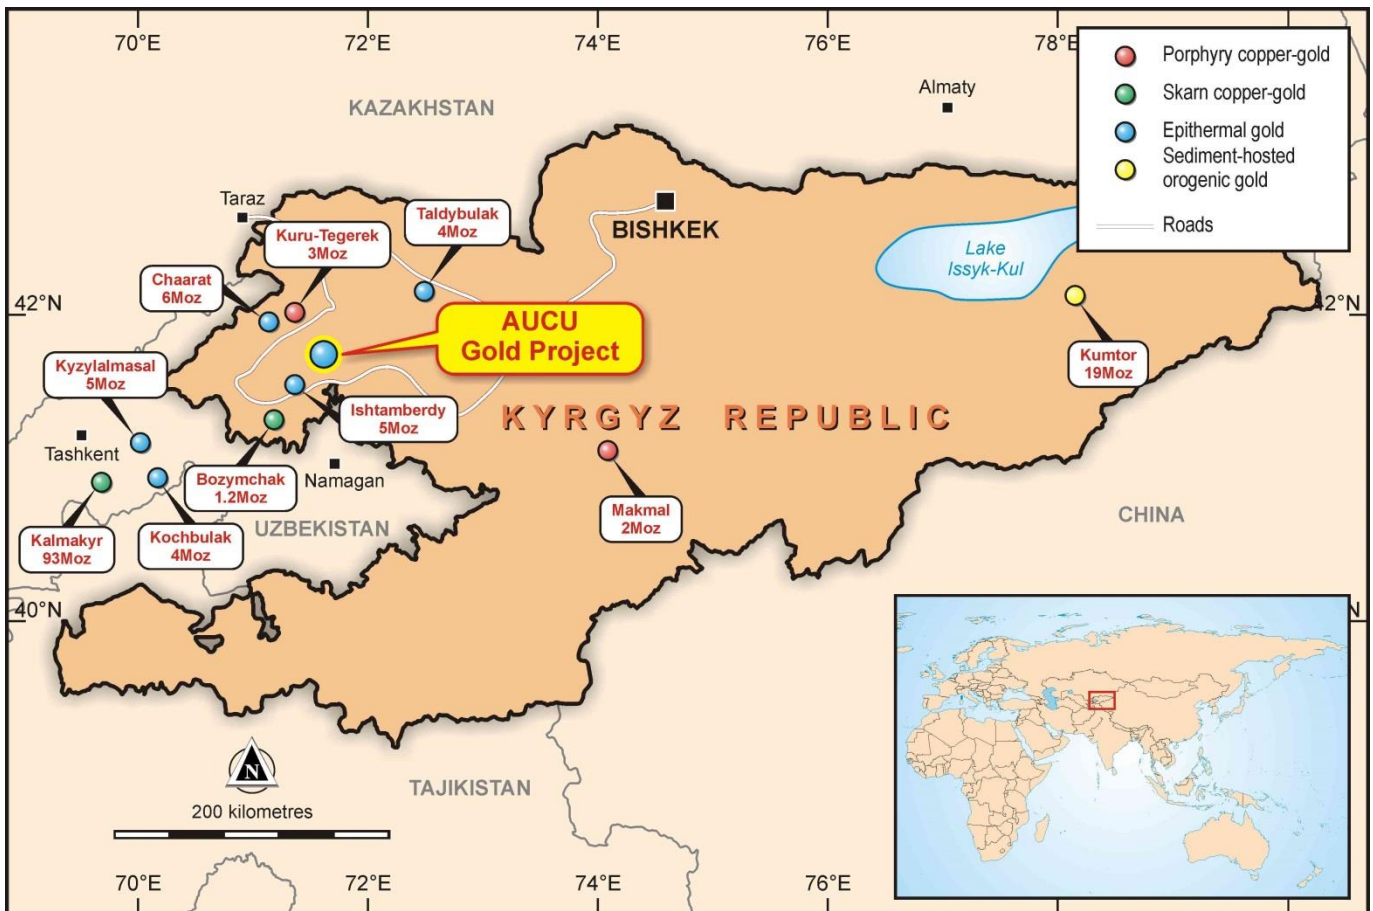 70°E
72°E
74°E
76°E
78°E
Porphyry copper-gold
Skarn copper-gold
Epithermal gold
Sediment-hosted
orogenic gold
Roads
KAZAKHSTAN
Almaty
Taraz
Kuru-Tegerek
3Moz
Taldybulak
4Moz
BISHKEK
Lake
Issyk-Kul
Chaarat
6Moz
42°N
42°N
AUCU
Gold Project
Kumtor
19Moz
Kyzylalmasal
5Moz
Ishtamberdy
5Moz
KYRGYZ REPUBLIC
Tashkent
Bozymchak
1.2Moz
Namagan
Makmal
2Moz
UZBEKISTAN
CHINA
Kalmakyr
93Moz
Kochbulak
4Moz
40°N
N
N
TAJIKISTAN
200 kilometres
70°E
72°E
74°E
76°E